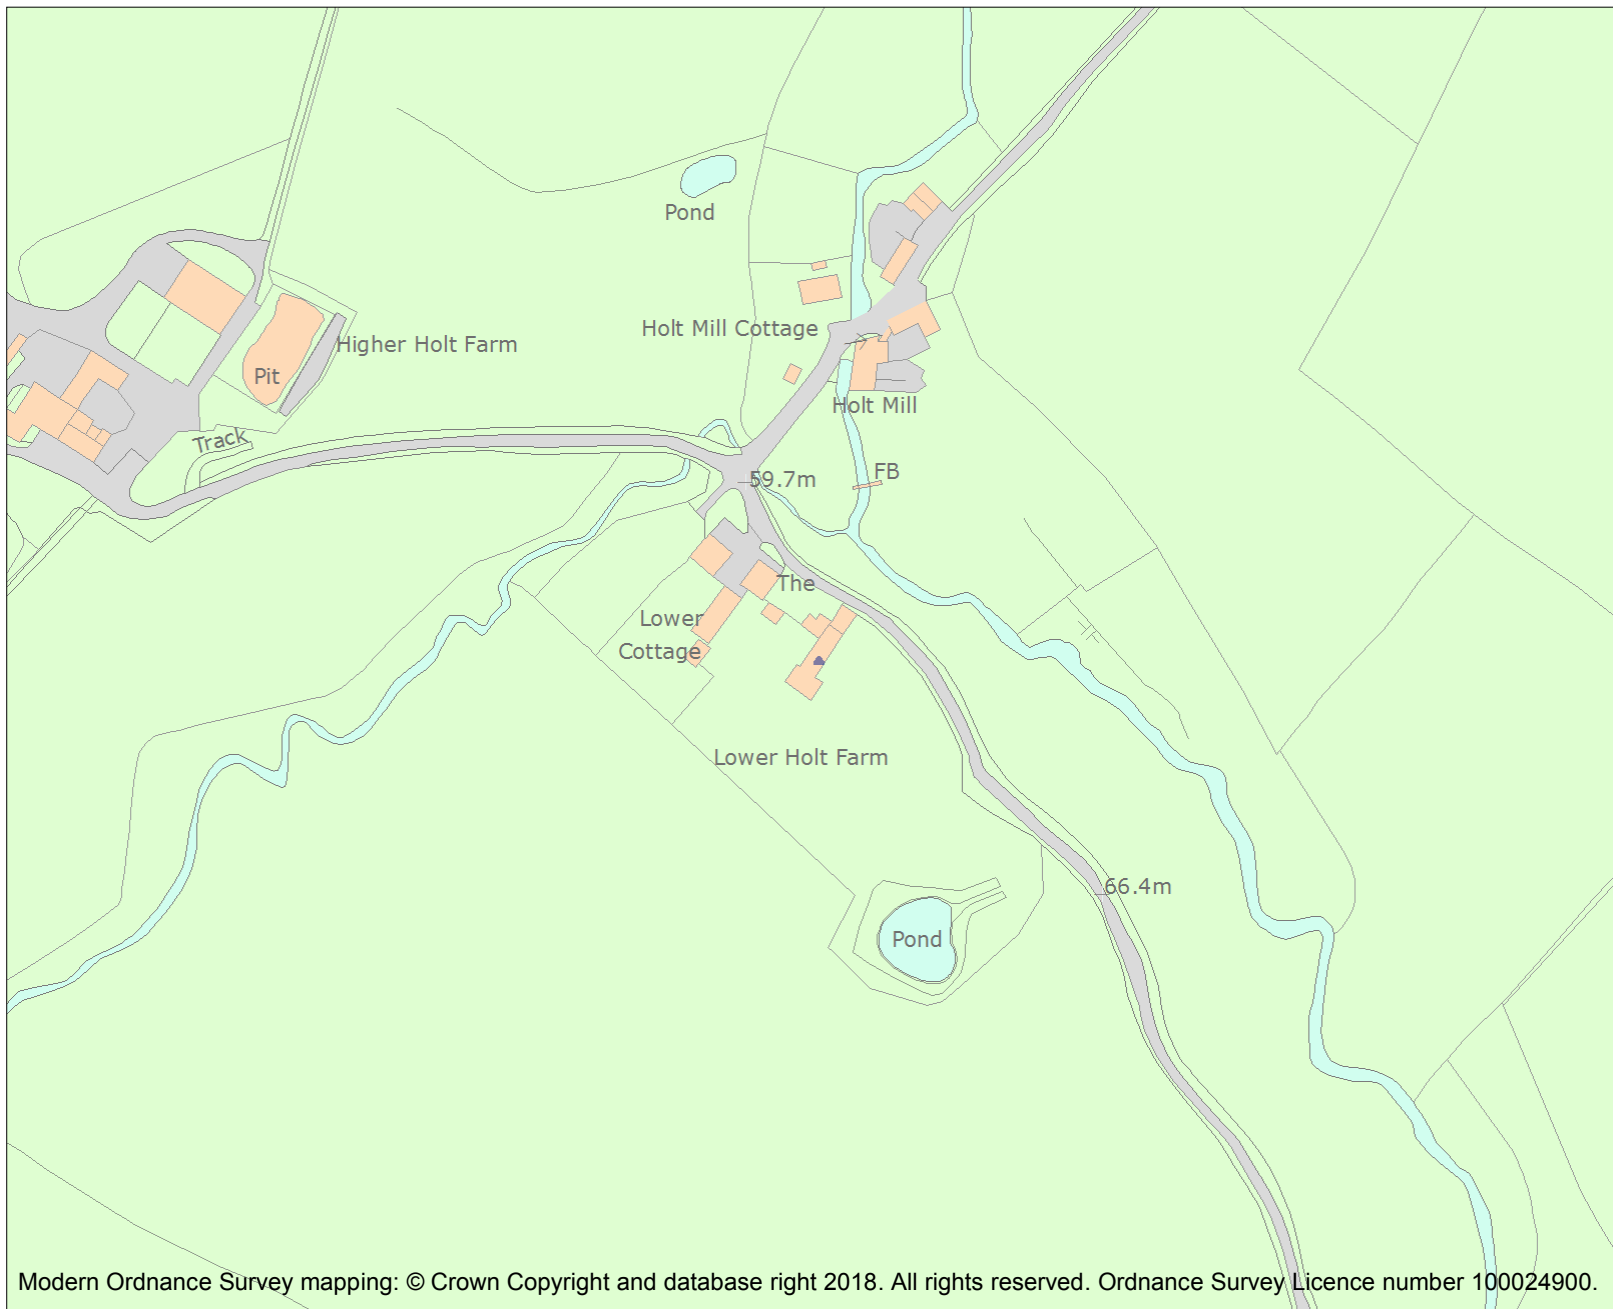 Pond
Holt Mill Cottage
Higher Holt Farm
Pit
Holt Mill
Track
FB
59.7m
The
Lower
Cottage
Lower Holt Farm
66.4m
Pond
Modern Ordnance Survey mapping: © Crown Copyright and database right 2018. All rights reserved. Ordnance Survey Licence number 100024900.